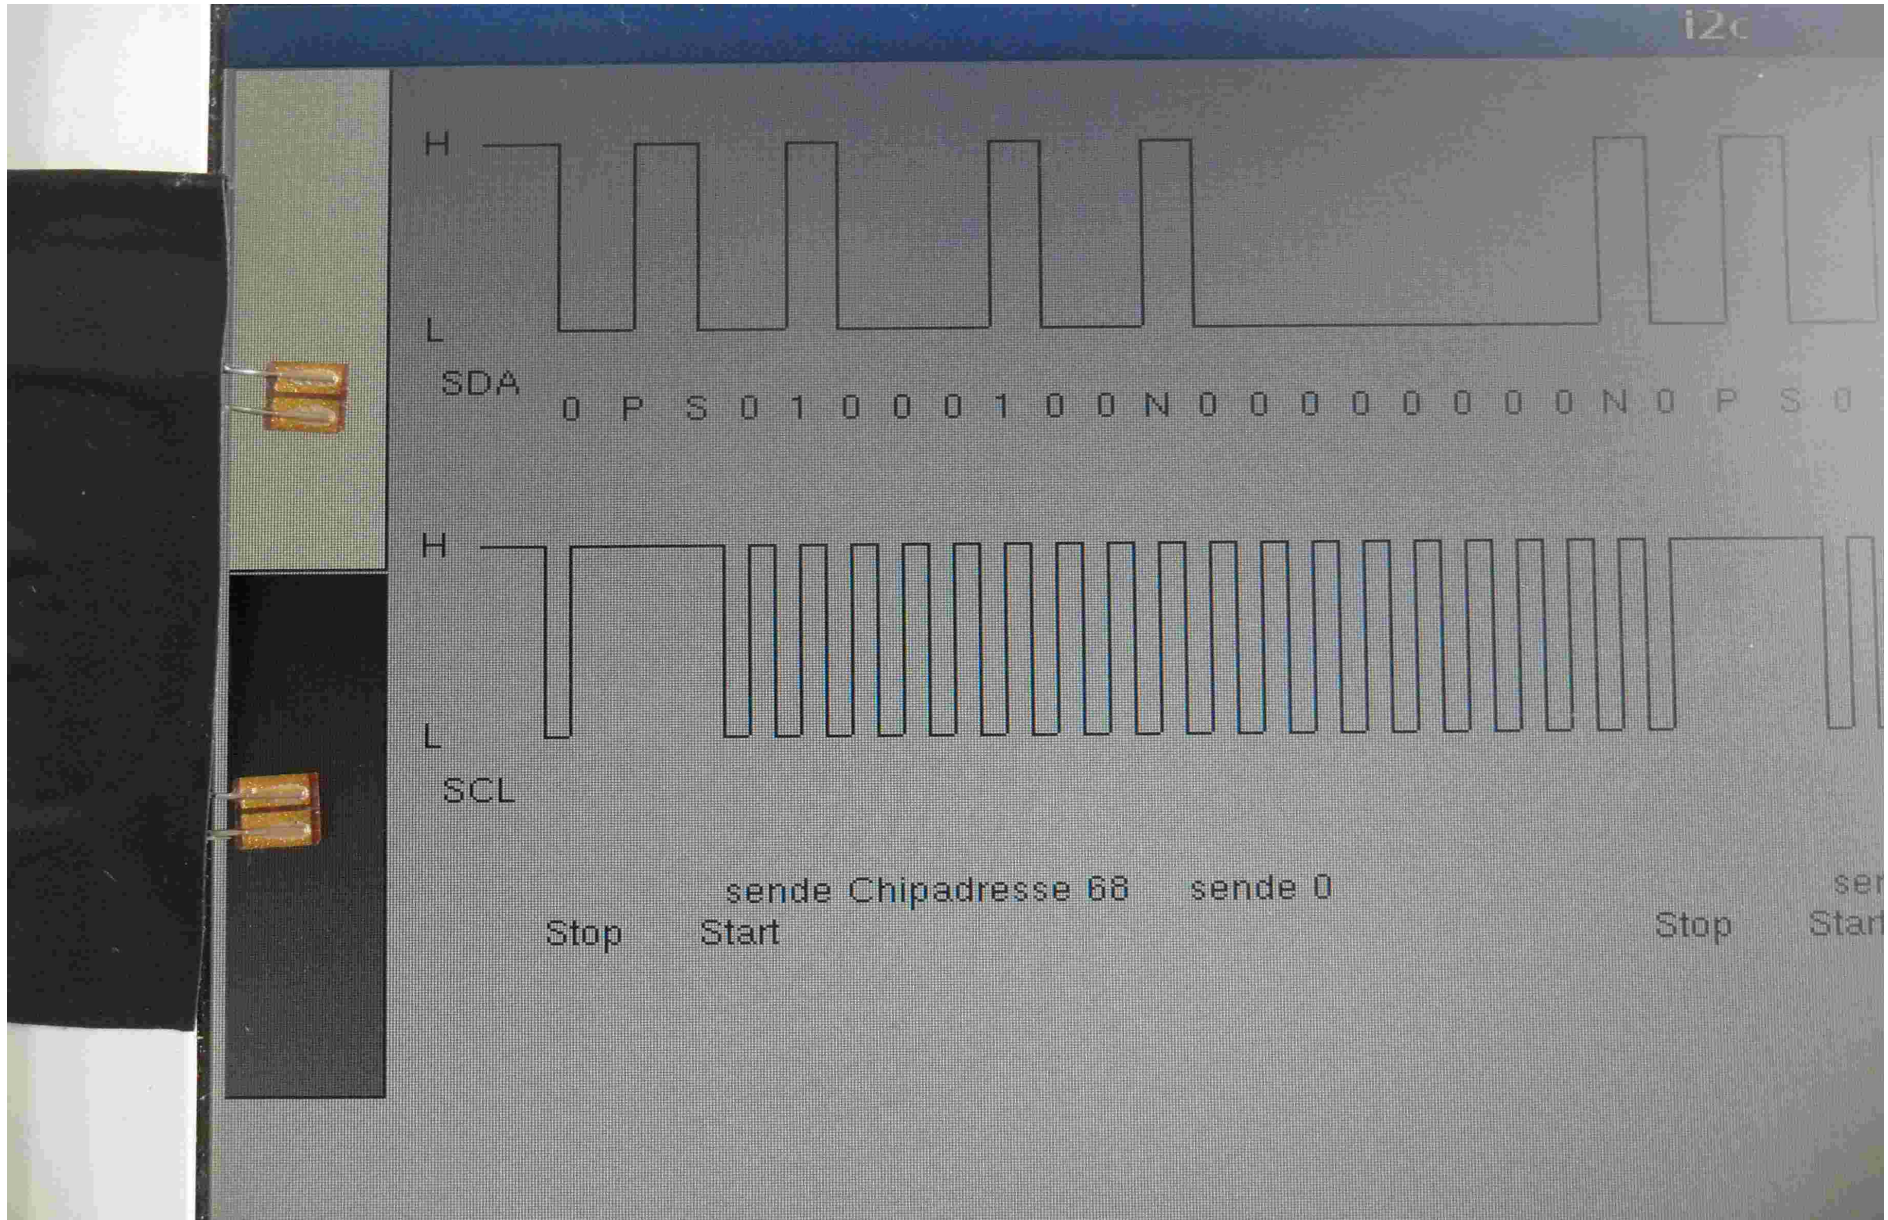 i2c
H
L
SDA
0 P S 0 1 0 0 0 1 0 0 N 0 0 0 0 0 0 0 0 N 0 P S 0
H
L
SCL
sende Chipadresse 68 sende 0
Stop Start Stop